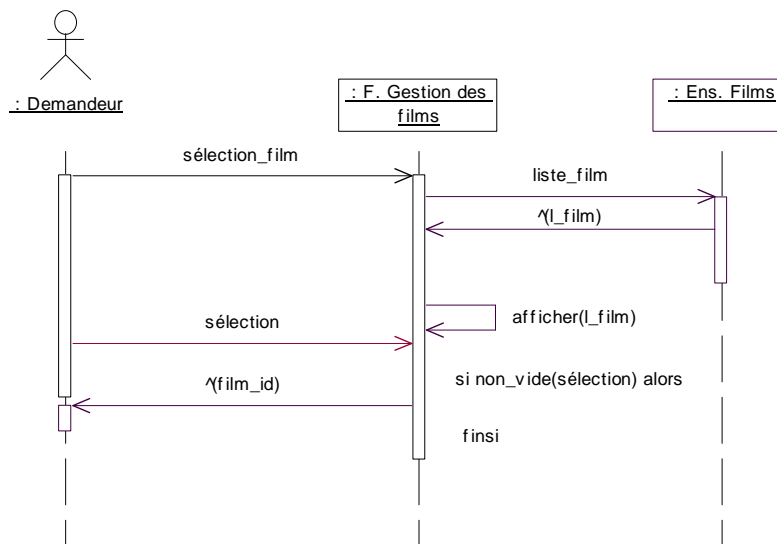 : Demandeur
: F. Gestion des
films
: Ens. Films
sélection_film
liste_film
^(l_film)
afficher(l_film)
sélection
si non_vide(sélection) alors
^(film_id)
finsi